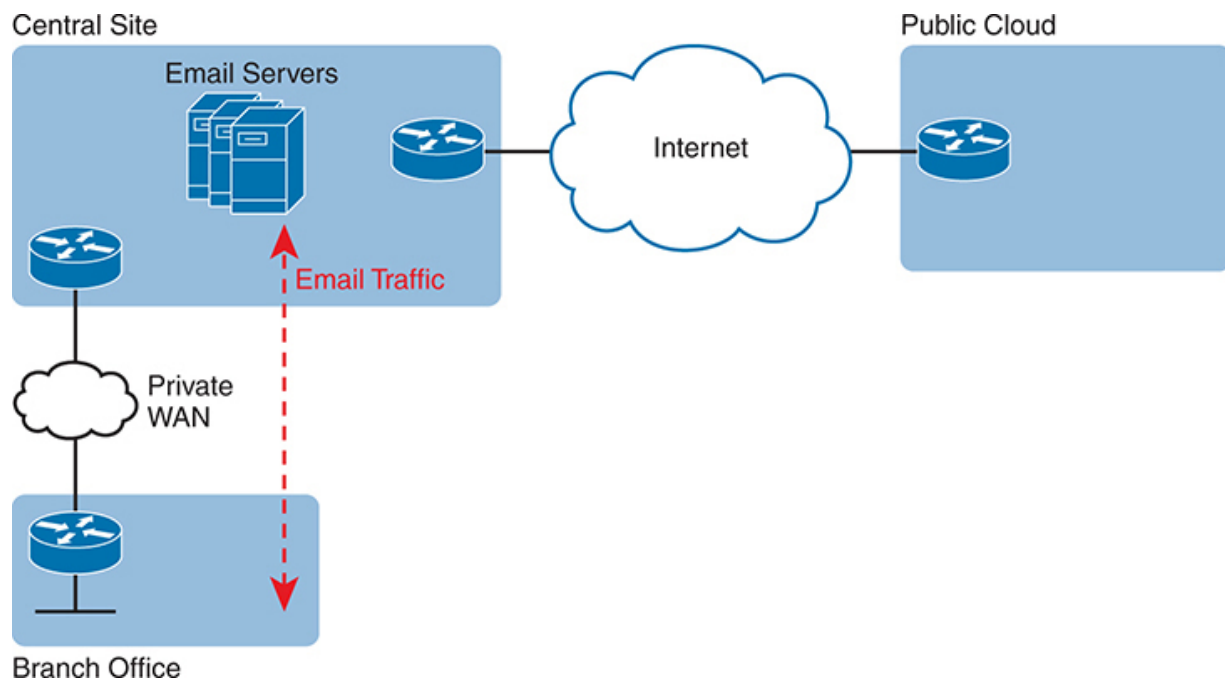 Central Site
Public Cloud
Email Servers
Internet
Email Traffic
Private
WAN
Branch Office